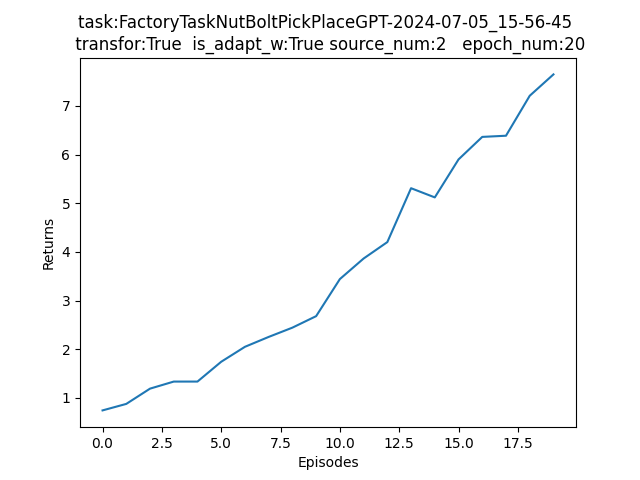 task:FactoryTaskNutBoltPickPlaceGPT-2024-07-05_15-56-45
transfor:True  is_adapt_w:True source_num:2   epoch_num:20
7
6
5
4
3
2
1
Returns
0.0 2.5 5.0 7.5 10.0 12.5 15.0 17.5
Episodes